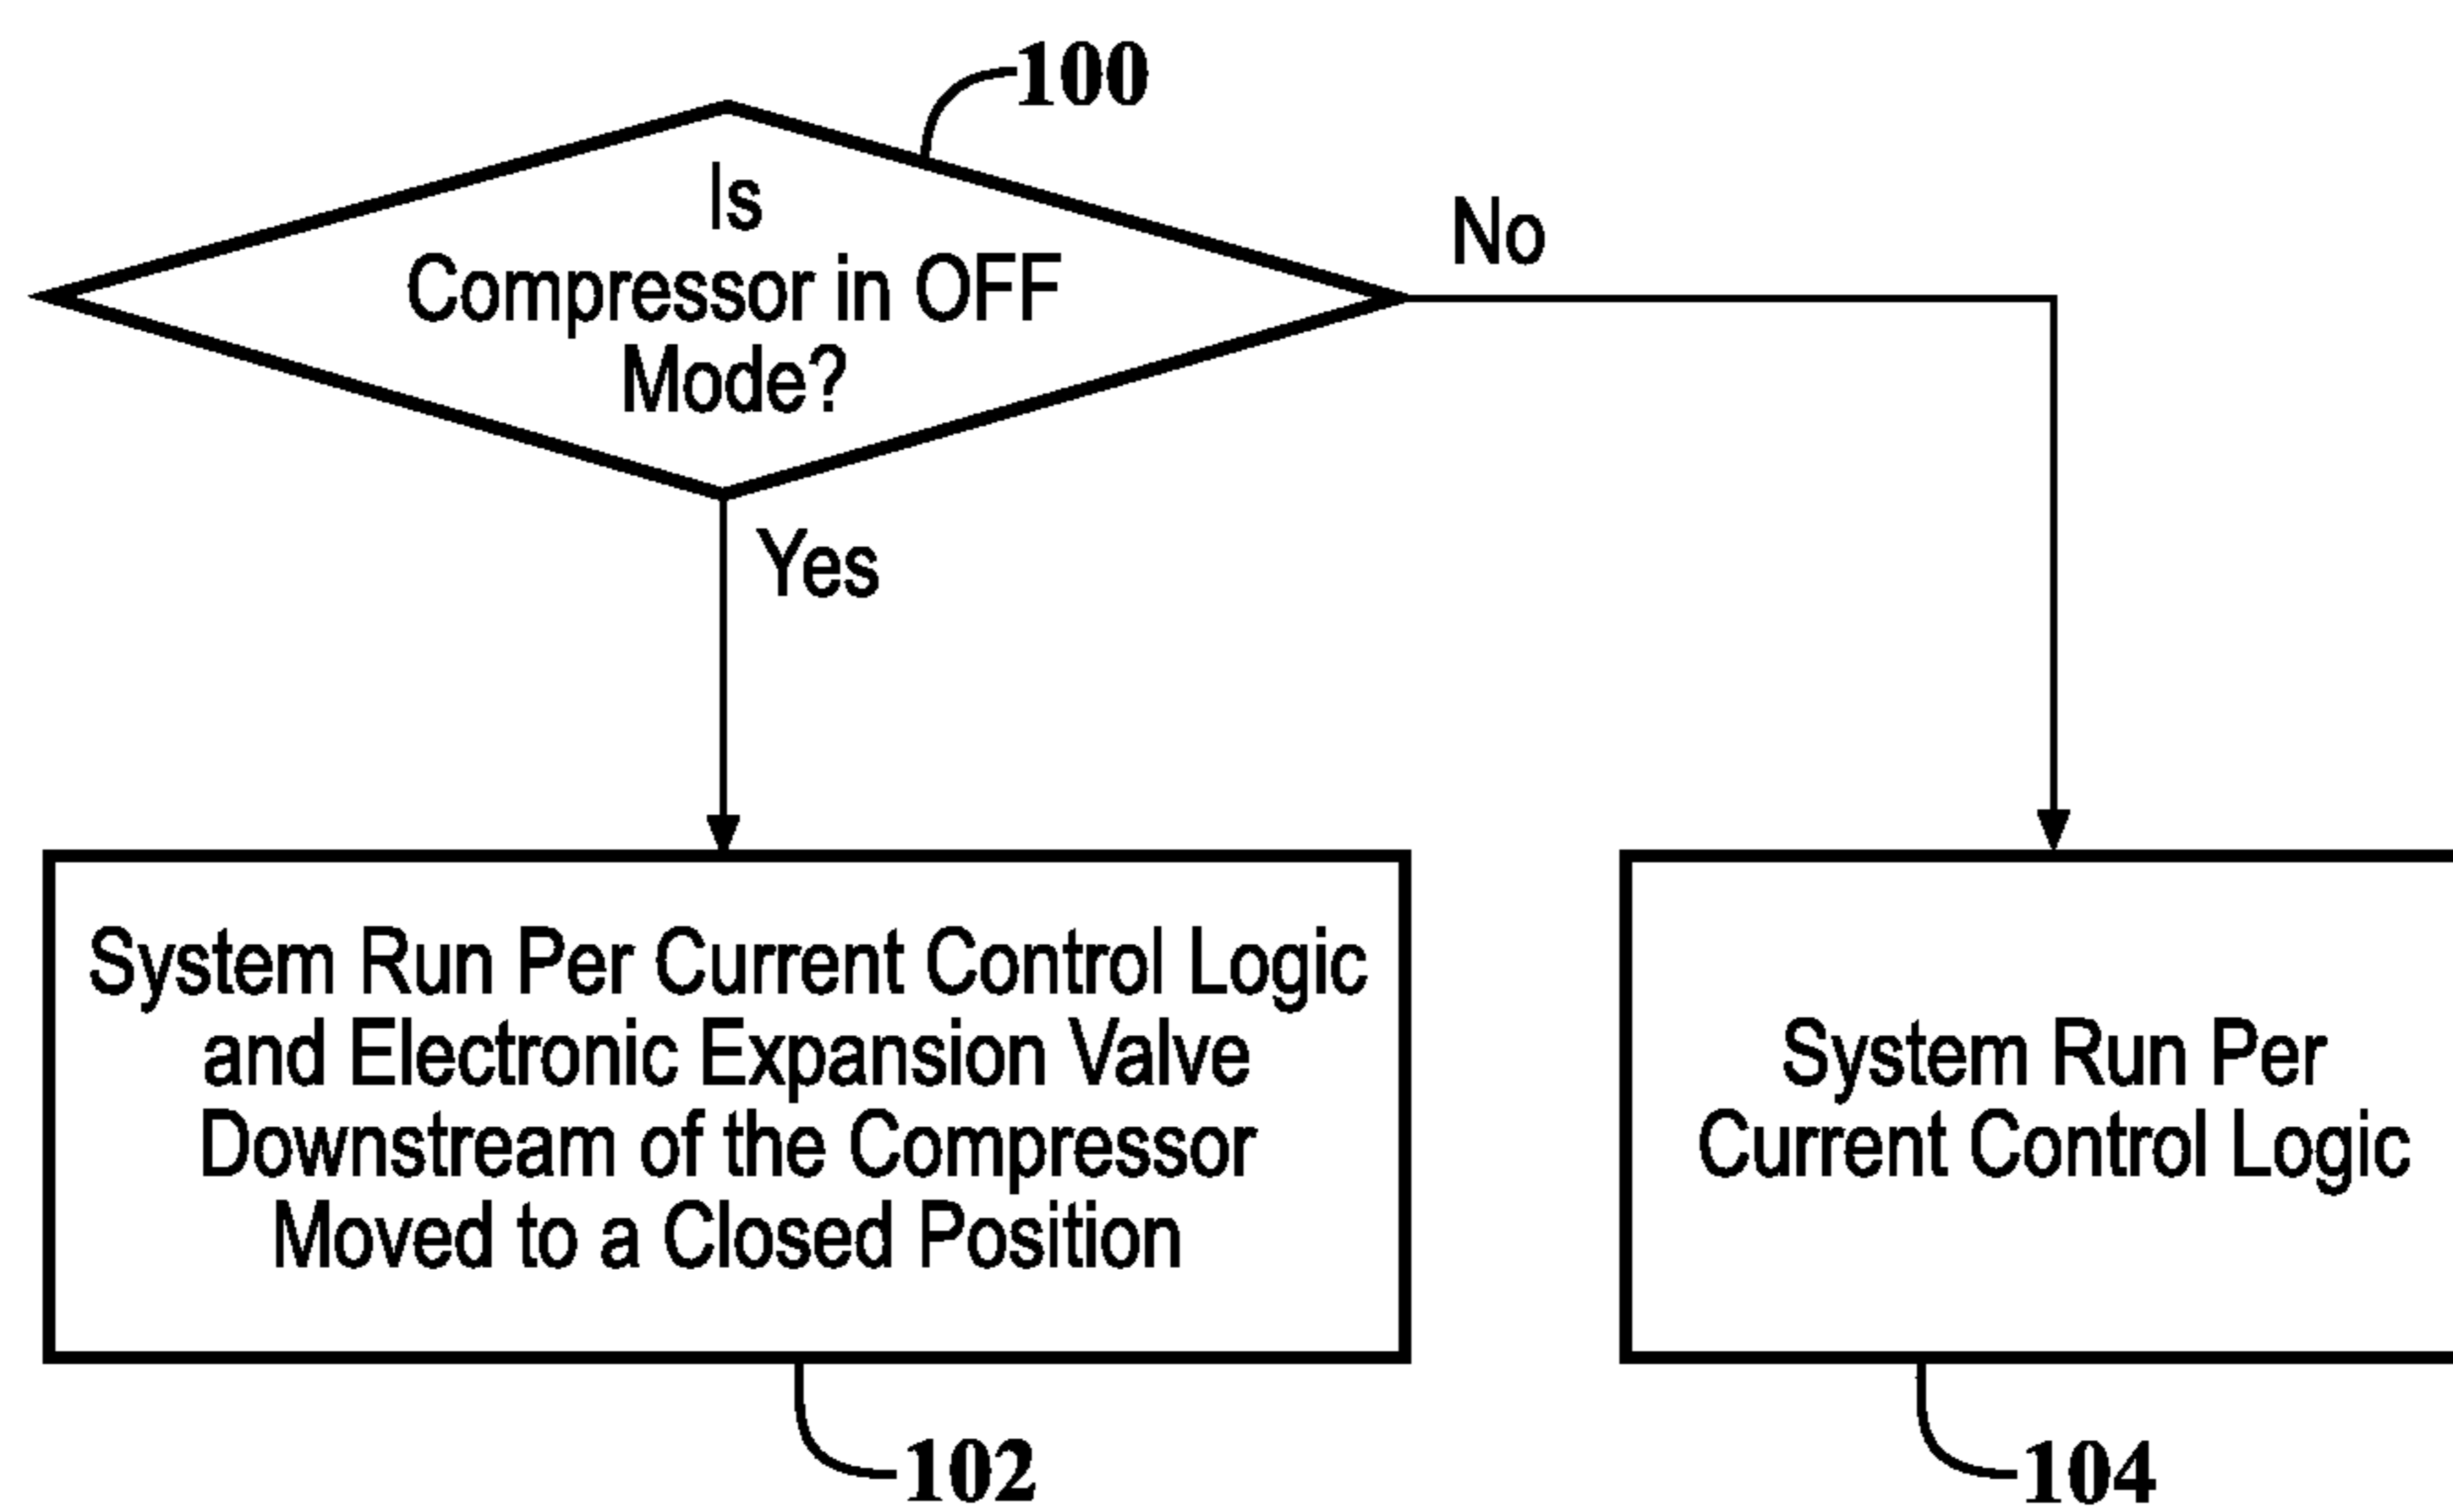 100
Is
Compressor in OFF
Mode?
No
Yes
System Run Per Current Control Logic
and Electronic Expansion Valve
Downstream of the Compressor
Moved to a Closed Position
System Run Per
Current Control Logic
102
104